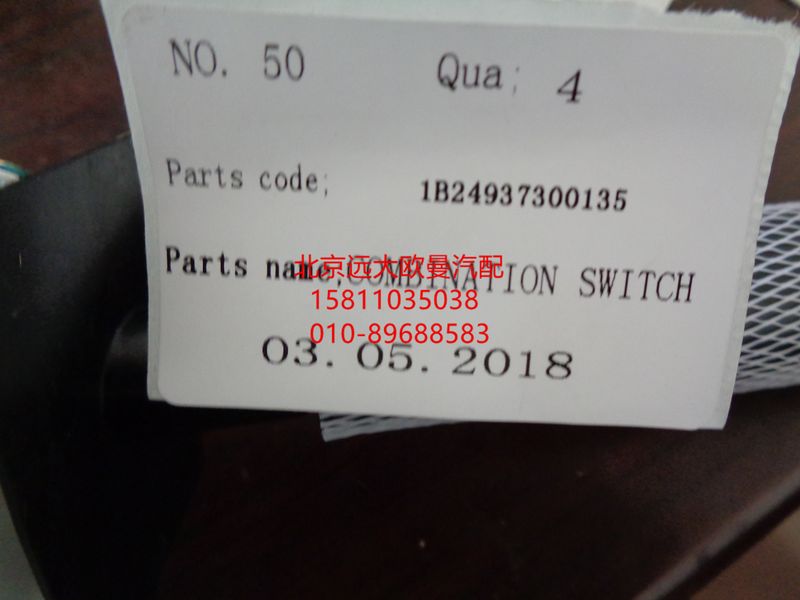 NO. 50 Qua; 4
Parts code; 1B24937300135
Parts name;COMBINATION SWITCH
北京远大欧曼汽配
15811035038
010-89688583
03. 05. 2018